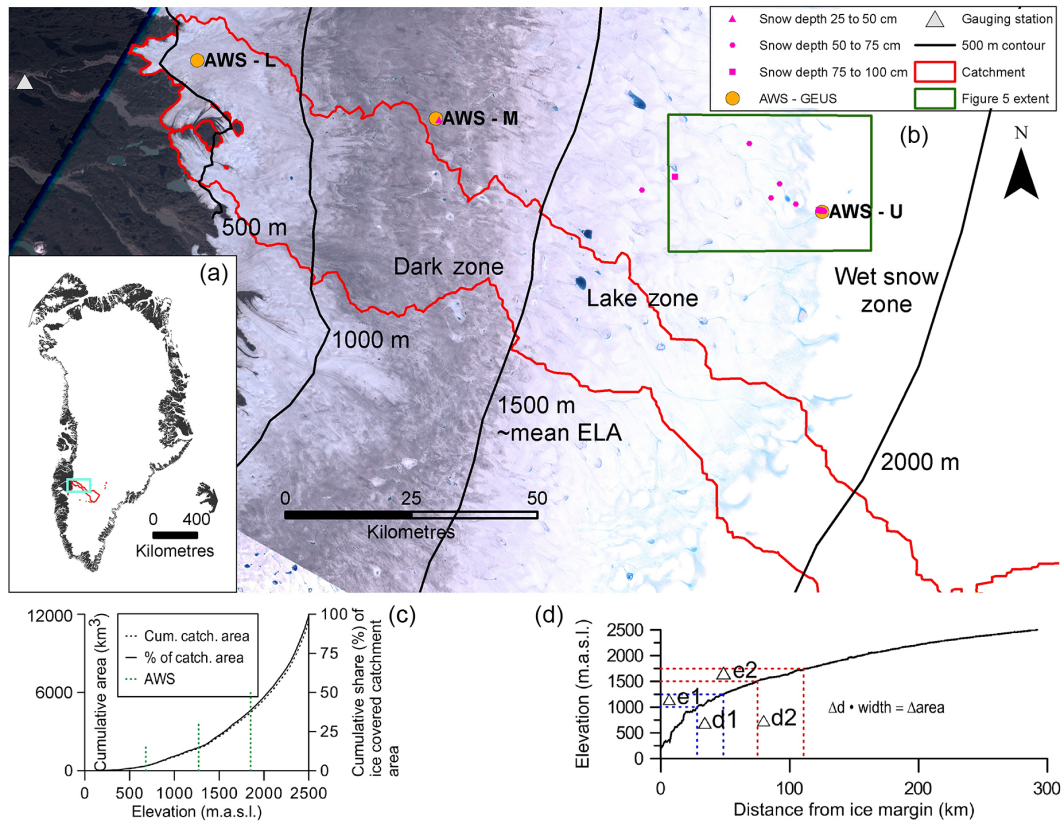 Snow depth 25 to 50 cm
Snow depth 50 to 75 cm
Snow depth 75 to 100 cm
AWS - GEUS
Gauging station
500 m contour
Catchment
Figure 5 extent
AWS - L
AWS - M
(b)
N
AWS - U
500 m
Dark zone
Lake zone
Wet snow
zone
1000 m
1500 m
~mean ELA
2000 m
0 25 50
Kilometres
(a)
0 400
Kilometres
(c)
12000
6000
0
Cumulative area (km³)
Cum. catch. area
% of catch. area
AWS
100
75
50
25
0
Cumulative share (%) of
ice covered catchment
area
0 500 1000 1500 2000 2500
Elevation (m.a.s.l.)
(d)
Elevation (m.a.s.l.)
2500
2000
1750
1500
1250
1000
750
500
250
0
△e2
△e1
△d1
△d2
Δd • width = Δarea
0 100 200 300
Distance from ice margin (km)